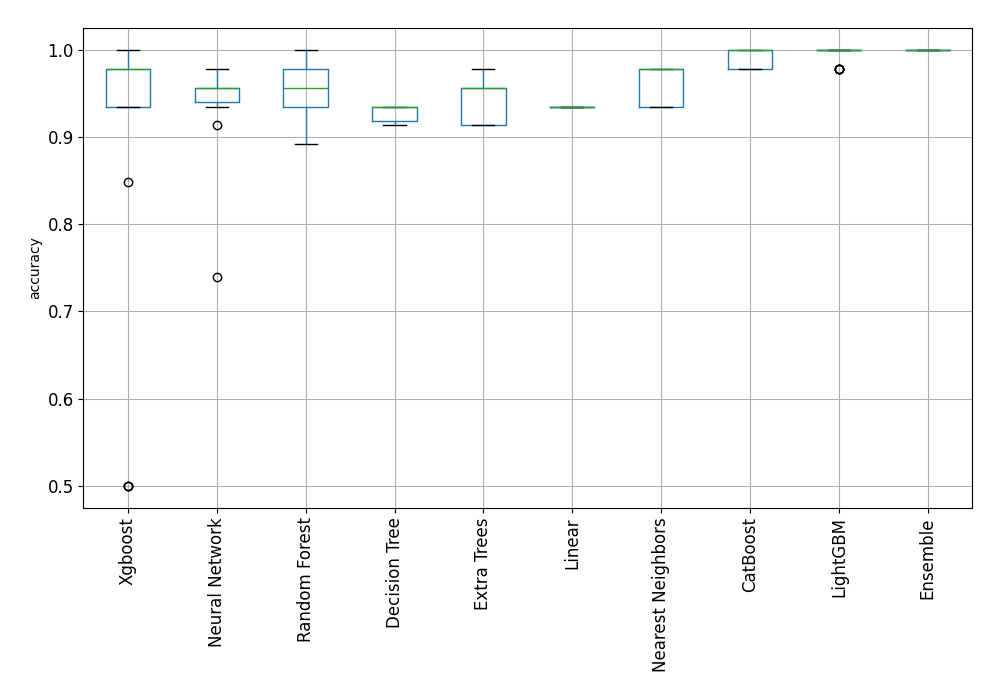 1.0
0.9
0.8
0.7
0.6
0.5
accuracy
Xgboost
Neural Network
Random Forest
Decision Tree
Extra Trees
Linear
Nearest Neighbors
CatBoost
LightGBM
Ensemble